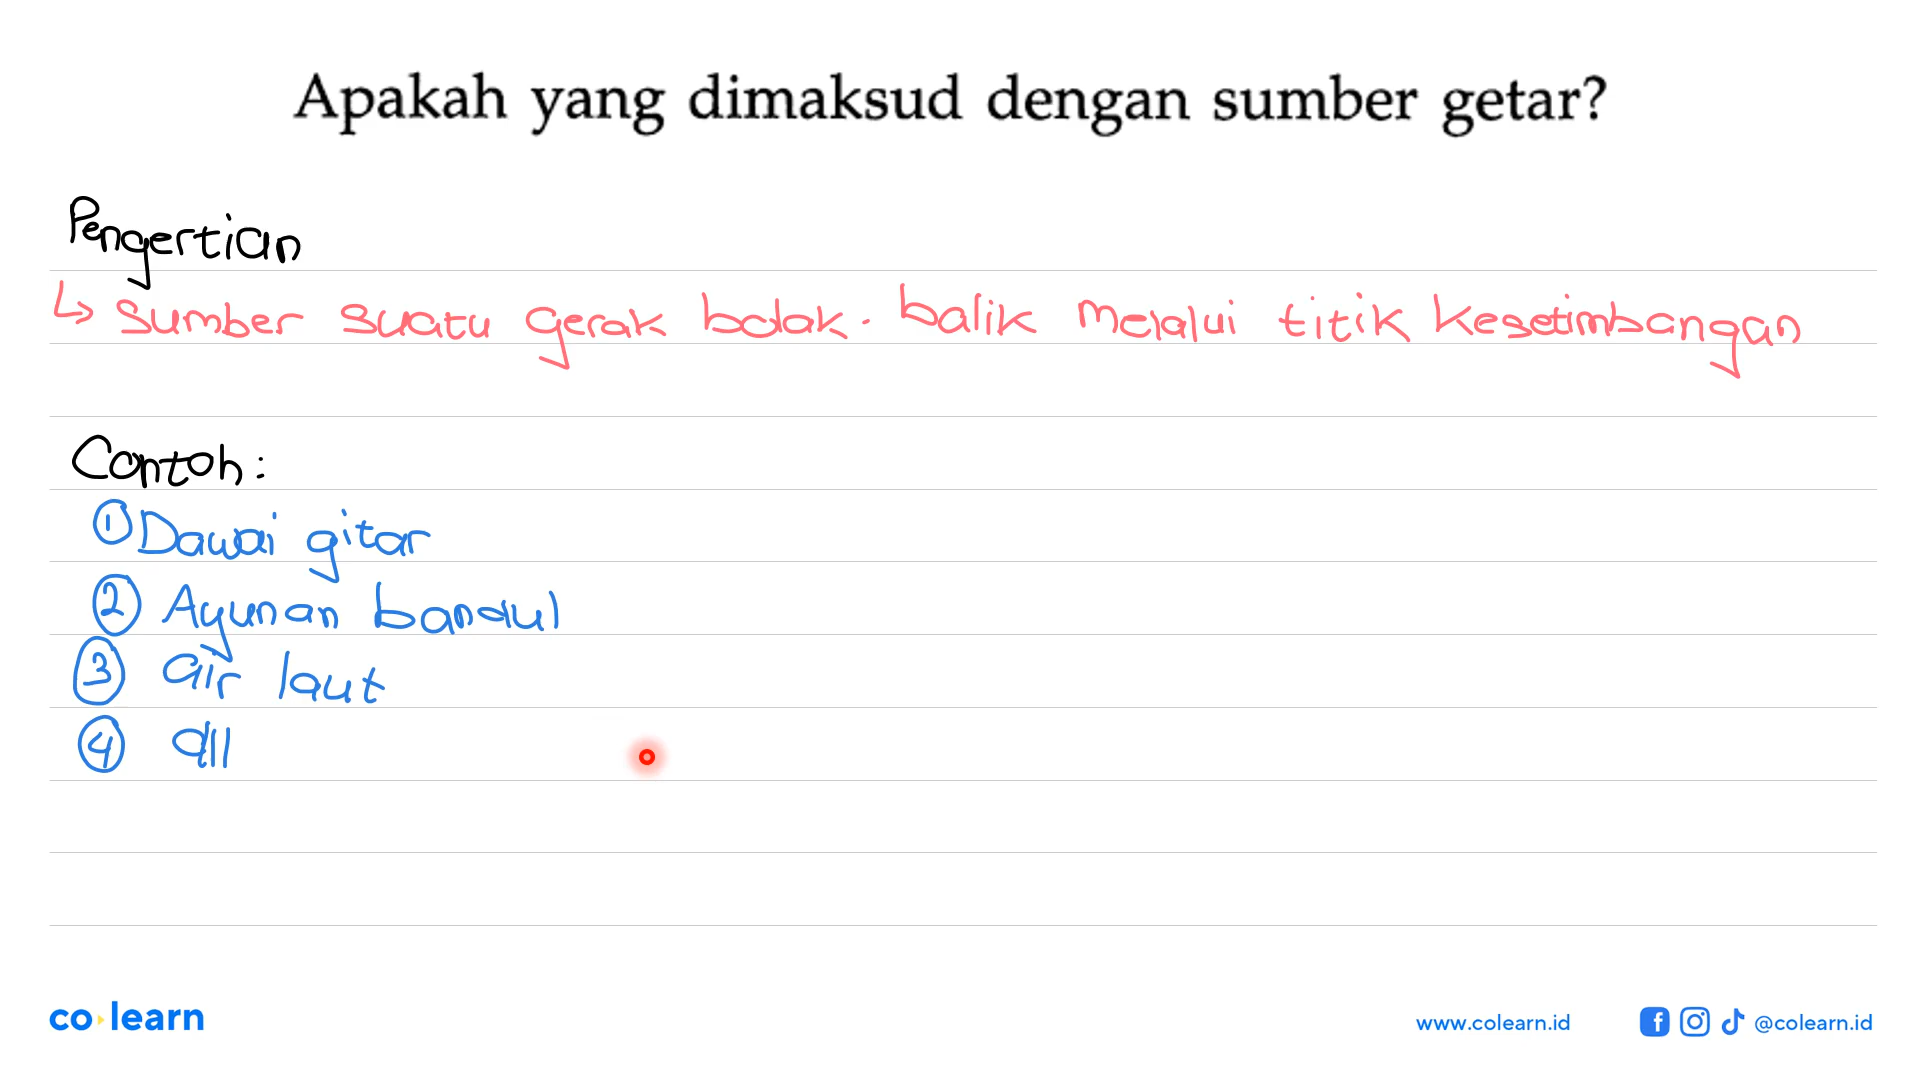 Apakah yang dimaksud dengan sumber getar?
Pengertian
↳ Sumber suatu gerak bolak-balik melalui titik kesetimbangan
Contoh:
① Dawai gitar
② Ayunan bandul
③ air laut
④ dll
co learn
www.colearn.id @colearn.id